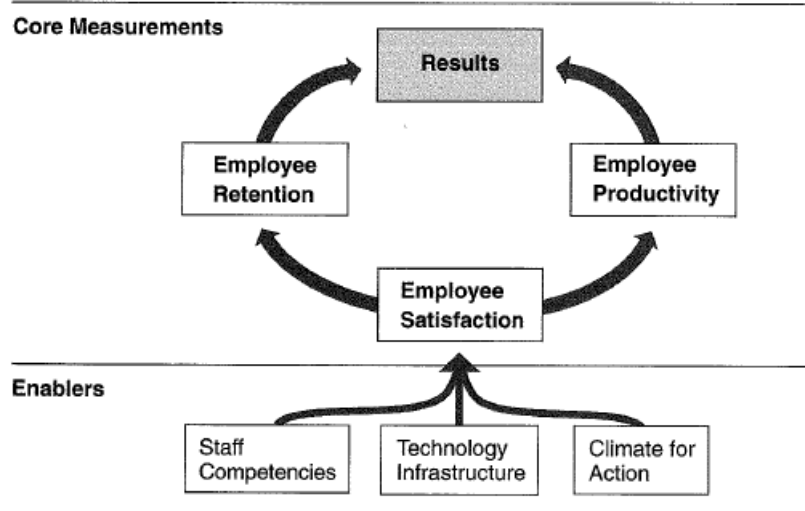 Core Measurements
Results
Employee
Retention
Employee
Productivity
Employee
Satisfaction
Enablers
Staff
Competencies
Technology
Infrastructure
Climate for
Action